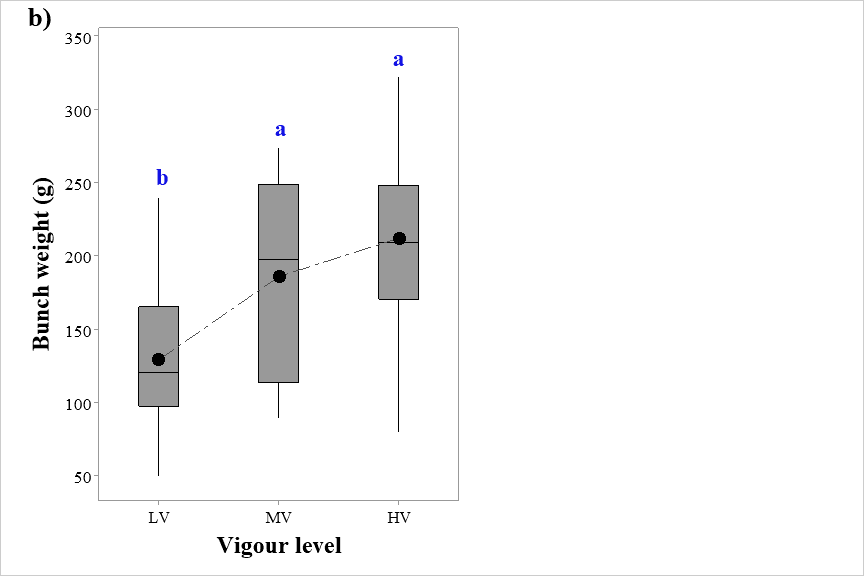 b)
350
300
250
200
150
100
50
Bunch weight (g)
b
a
a
LV MV HV
Vigour level